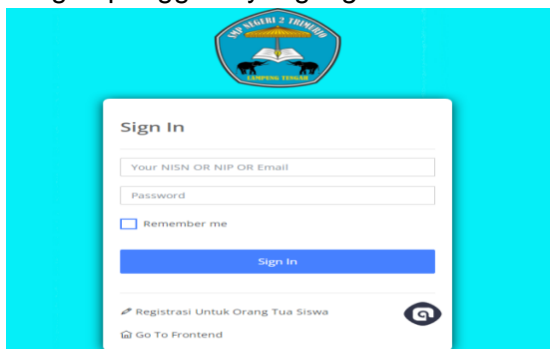 SMP NEGERI 2 TRIMURJO
LAMPUNG TENGAH
Sign In
Your NISN OR NIP OR Email
Password
Remember me
Sign In
Registrasi Untuk Orang Tua Siswa
Go To Frontend